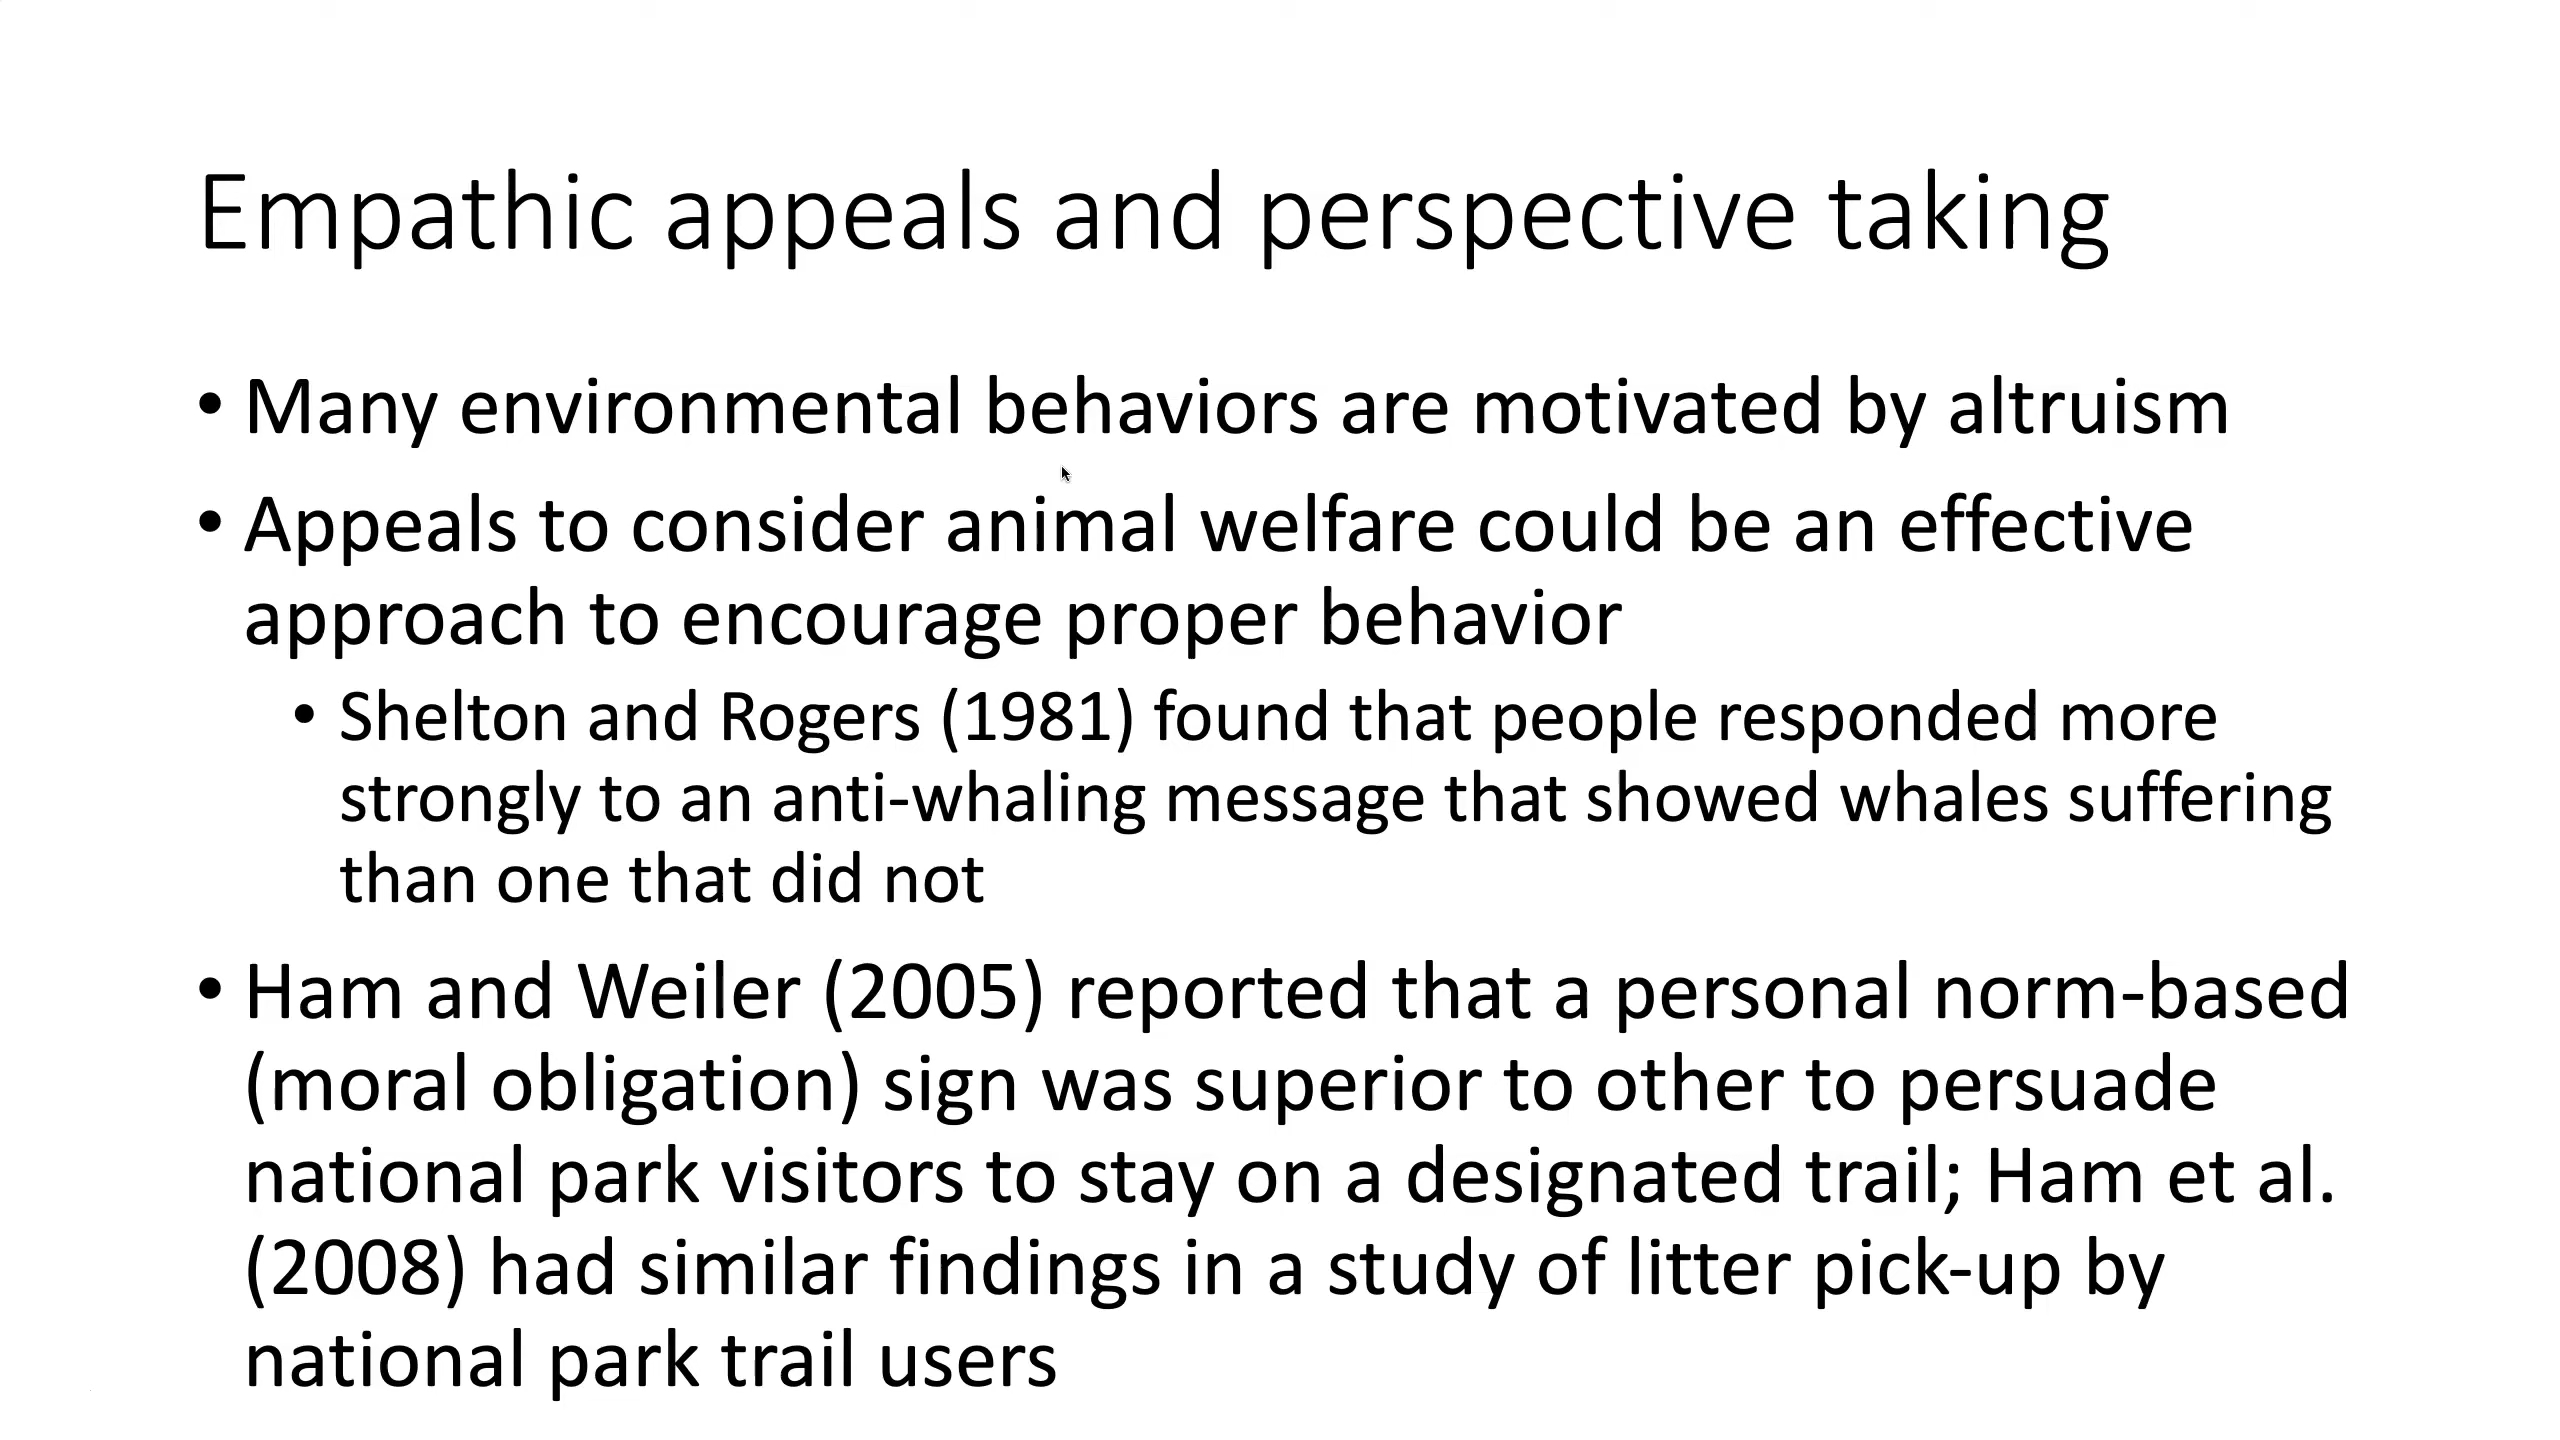 Empathic appeals and perspective taking
• Many environmental behaviors are motivated by altruism
• Appeals to consider animal welfare could be an effective
approach to encourage proper behavior
• Shelton and Rogers (1981) found that people responded more
strongly to an anti-whaling message that showed whales suffering
than one that did not
• Ham and Weiler (2005) reported that a personal norm-based
(moral obligation) sign was superior to other to persuade
national park visitors to stay on a designated trail; Ham et al.
(2008) had similar findings in a study of litter pick-up by
national park trail users